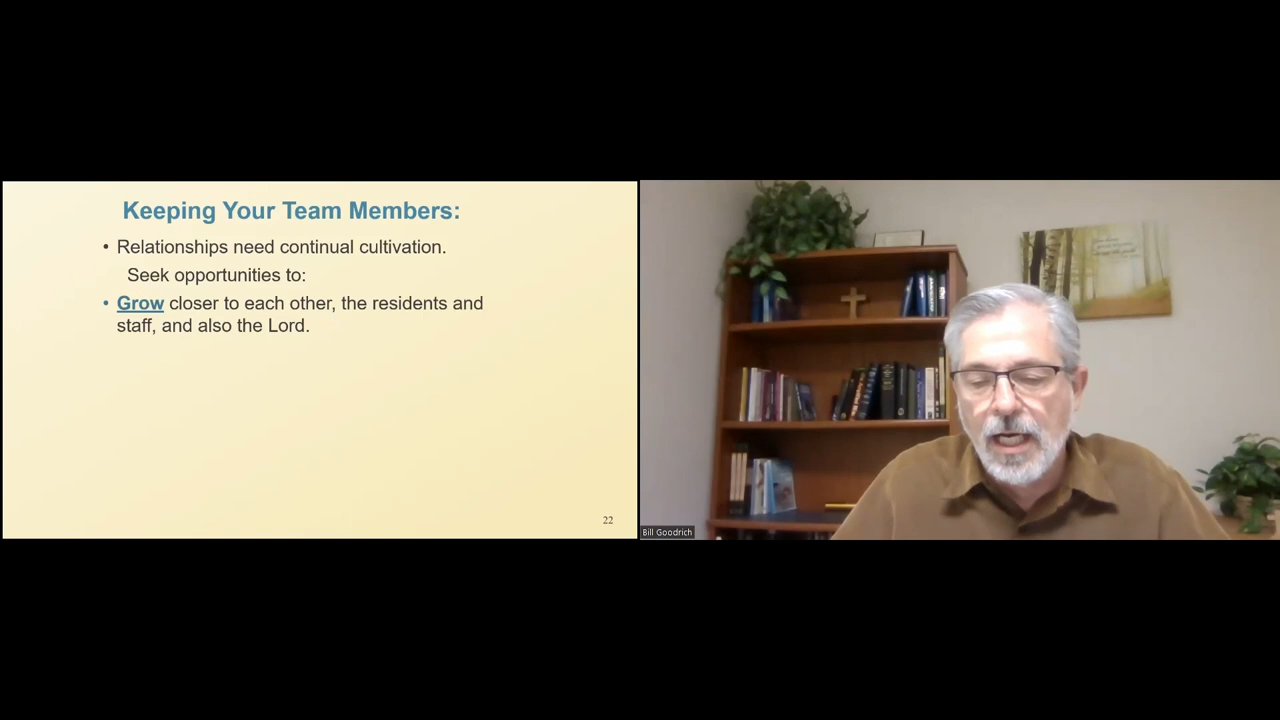 Keeping Your Team Members:
• Relationships need continual cultivation.
Seek opportunities to:
• Grow closer to each other, the residents and
staff, and also the Lord.
22
Bill Goodrich